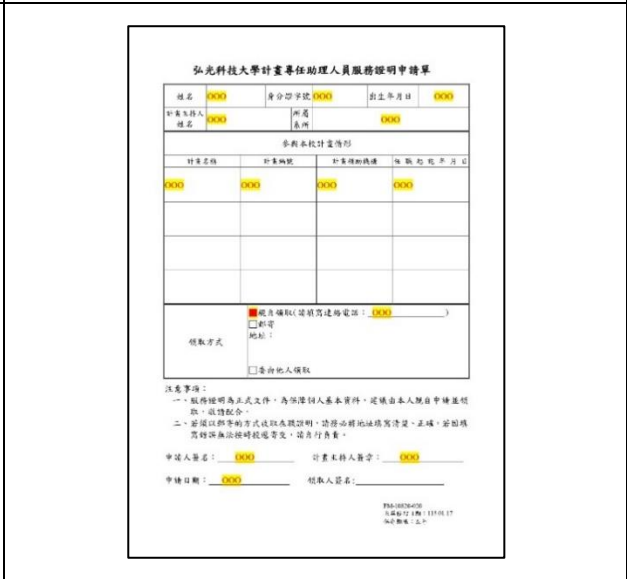 弘光科技大學計畫專任助理人員服務證明申請單
姓名 OOO 身分證字號 OOO 出生年月日 OOO
計畫主持人姓名 OOO 所屬系所 OOO
參與本校計畫情形
計畫名稱 計畫編號 計畫補助機構 任職起訖年月日
OOO OOO OOO OOO
領取方式
■親自領取(請填寫連絡電話：OOO)
□郵寄
地址：
□委由他人領取
注意事項：
一、服務證明為正式文件，為保障個人基本資料，建議由本人親自申請並領
取，敬請配合。
二、若須以郵寄的方式收取在職證明，請務必將地址填寫清楚、正確，若因填
寫錯誤無法按時投遞寄交，請自行負責。
申請人簽名：OOO 計畫主持人簽章：OOO
申請日期：OOO 領取人簽名: